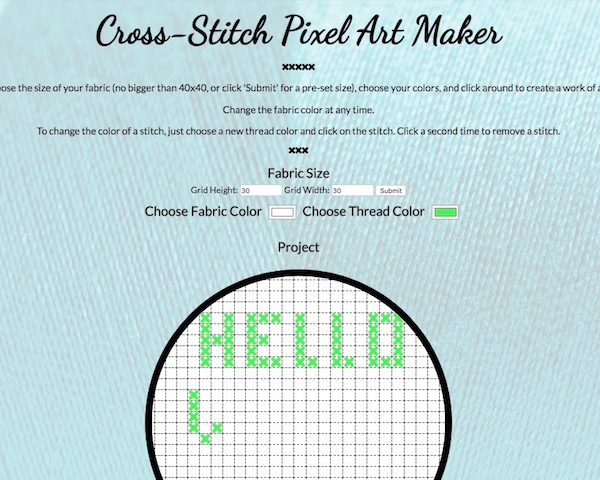 Cross-Stitch Pixel Art Maker
xxxxx
ose the size of your fabric (no bigger than 40x40, or click 'Submit' for a pre-set size), choose your colors, and click around to create a work of a
Change the fabric color at any time.
To change the color of a stitch, just choose a new thread color and click on the stitch. Click a second time to remove a stitch.
xxx
Fabric Size
Grid Height: 30 Grid Width: 30 Submit
Choose Fabric Color Choose Thread Color
Project
HELLO